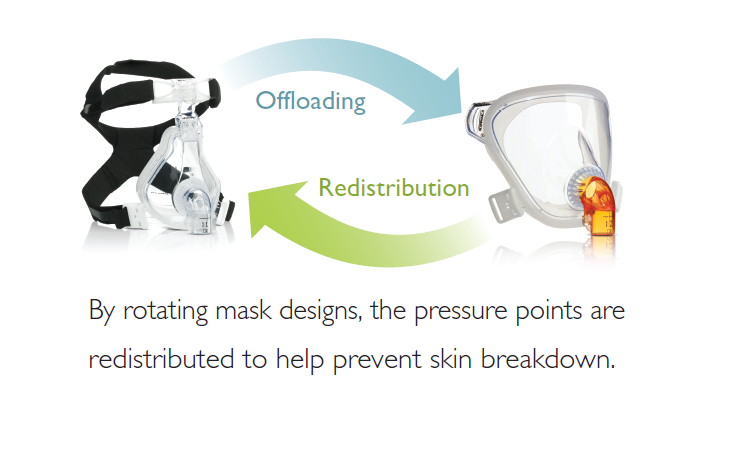 Offloading
Redistribution
By rotating mask designs, the pressure points are
redistributed to help prevent skin breakdown.